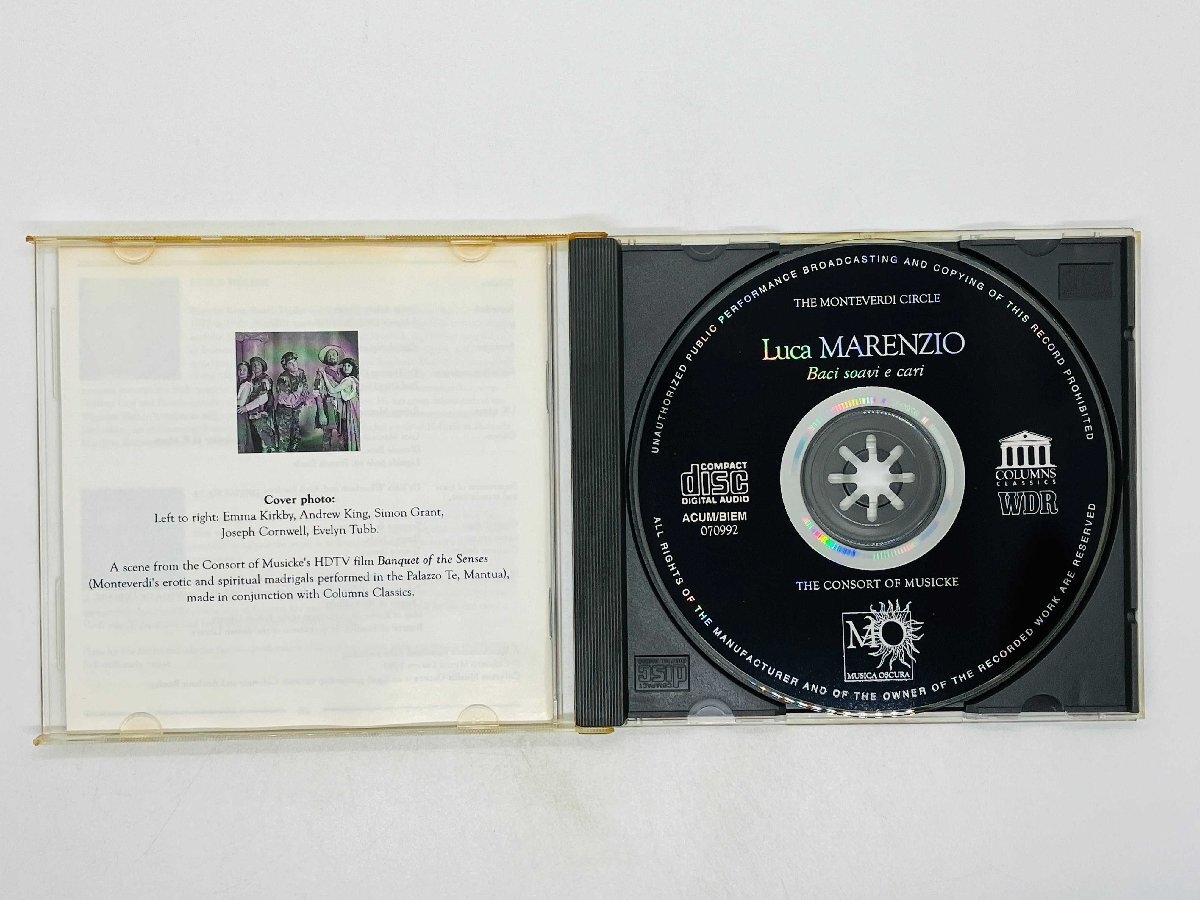 Cover photo:
Left to right: Emma Kirkby, Andrew King, Simon Grant,
Joseph Cornwell, Evelyn Tubb.
A scene from the Consort of Musicke's HDTV film Banquet of the Senses
(Monteverdi's erotic and spiritual madrigals performed in the Palazzo Te, Mantua),
made in conjunction with Columns Classics.
UNAUTHORIZED PUBLIC PERFORMANCE BROADCASTING AND COPYING OF THIS RECORD PROHIBITED
THE MONTEVERDI CIRCLE
Luca MARENZIO
Baci soavi e cari
COMPACT
disc
DIGITAL AUDIO
ACUM/BIEM
070992
COLUMNS
CLASSICS
WDR
THE CONSORT OF MUSICKE
MO
MUSICA OSCURA
ALL RIGHTS OF THE MANUFACTURER AND OF THE OWNER OF THE RECORDED WORK ARE RESERVED
COMPACT
disc
DIGITAL AUDIO